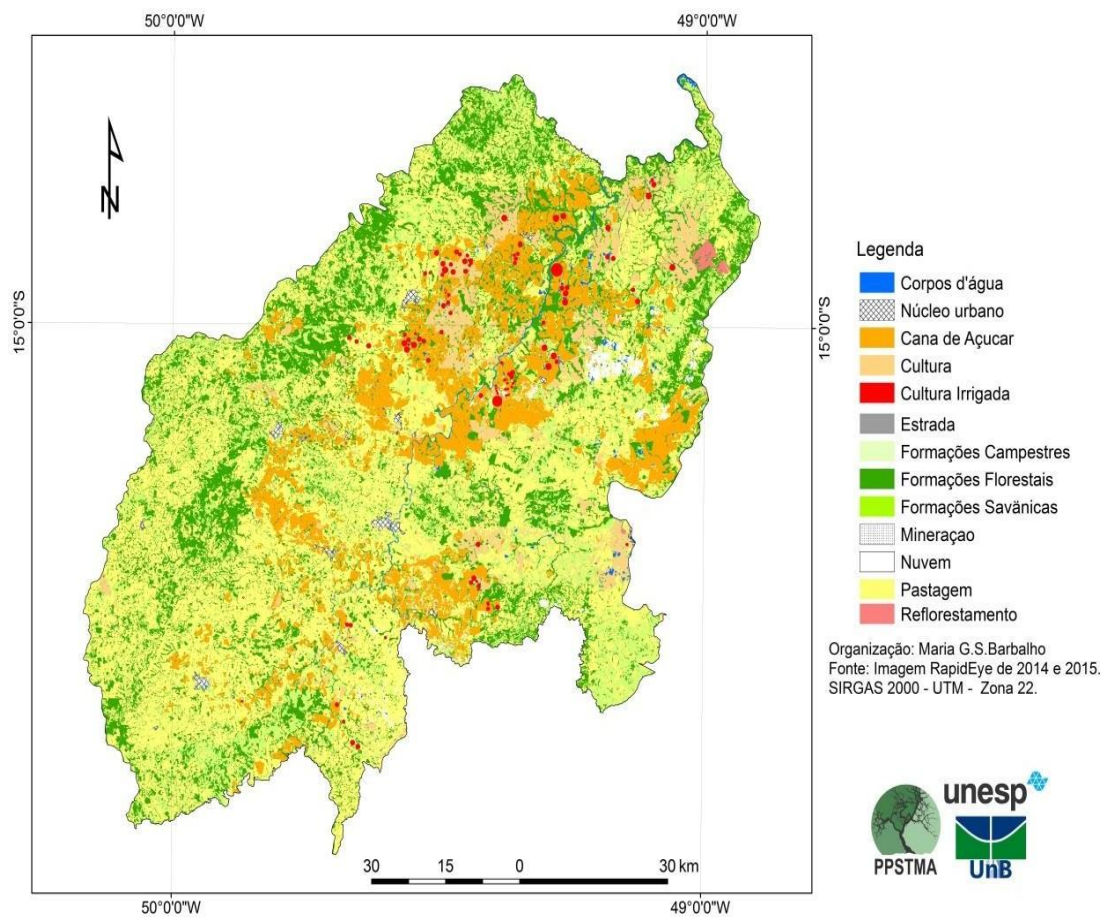 50°0'0"W
49°0'0"W
N
15°0'0"S
15°0'0"S
Legenda
Corpos d'água
Núcleo urbano
Cana de Açucar
Cultura
Cultura Irrigada
Estrada
Formações Campestres
Formações Florestais
Formações Savänicas
Mineraçao
Nuvem
Pastagem
Reflorestamento
Organização: Maria G.S.Barbalho
Fonte: Imagem RapidEye de 2014 e 2015.
SIRGAS 2000 - UTM - Zona 22.
30 15 0 30 km
50°0'0"W
49°0'0"W
PPSTMA
unesp
UnB